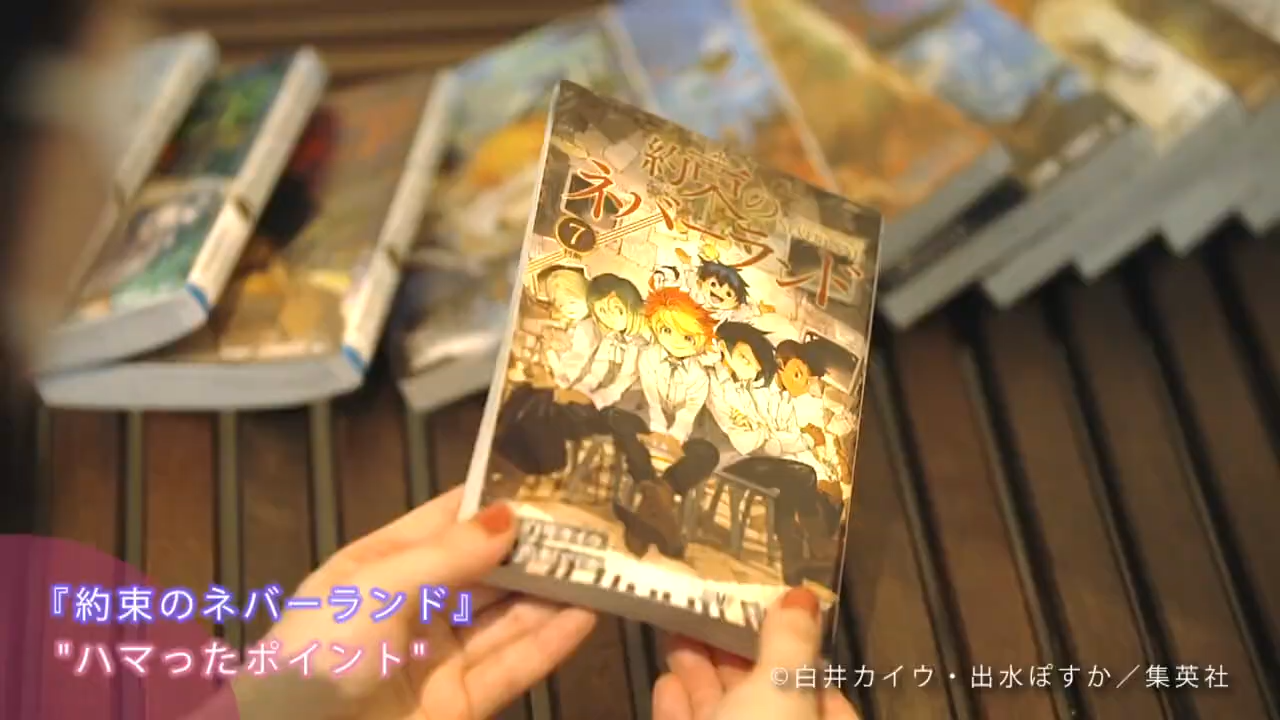 約束の
ネバーランド
7
『約束のネバーランド』
"ハマったポイント"
©白井カイウ・出水ぽすか／集英社